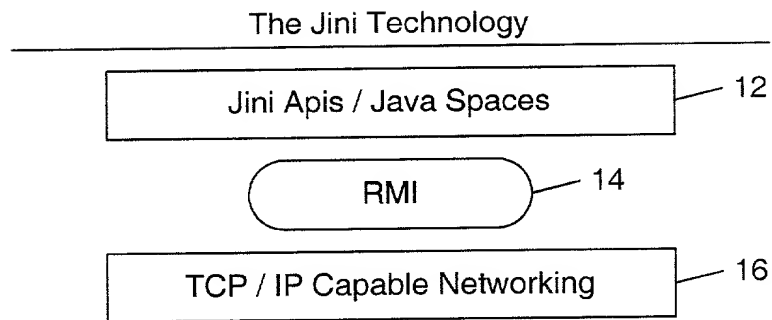 The Jini Technology
Jini Apis / Java Spaces
12
RMI
14
TCP / IP Capable Networking
16